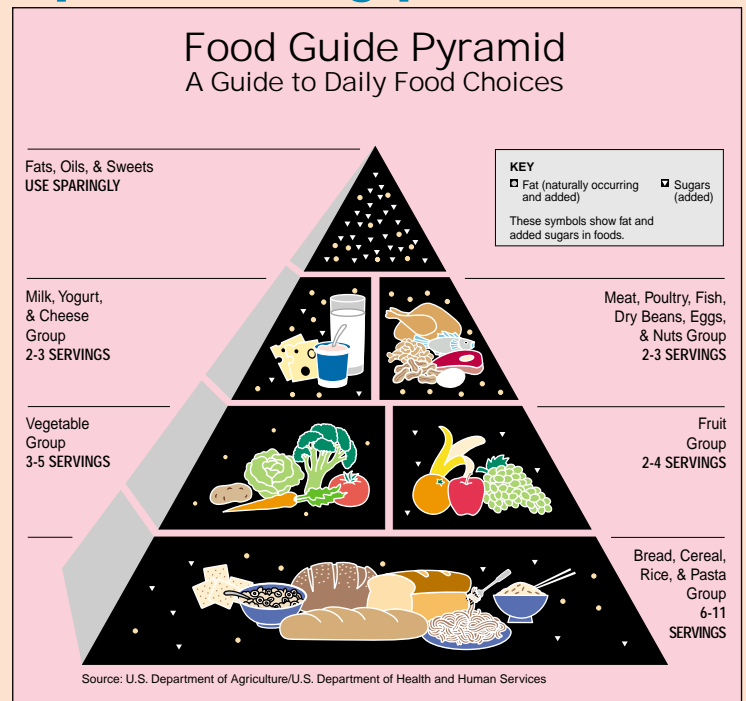 Food Guide Pyramid
A Guide to Daily Food Choices
Fats, Oils, & Sweets
USE SPARINGLY
KEY
Fat (naturally occurring
and added)
Sugars
(added)
These symbols show fat and
added sugars in foods.
Milk, Yogurt,
& Cheese
Group
2-3 SERVINGS
Meat, Poultry, Fish,
Dry Beans, Eggs,
& Nuts Group
2-3 SERVINGS
Vegetable
Group
3-5 SERVINGS
Fruit
Group
2-4 SERVINGS
Bread, Cereal,
Rice, & Pasta
Group
6-11
SERVINGS
Source: U.S. Department of Agriculture/U.S. Department of Health and Human Services